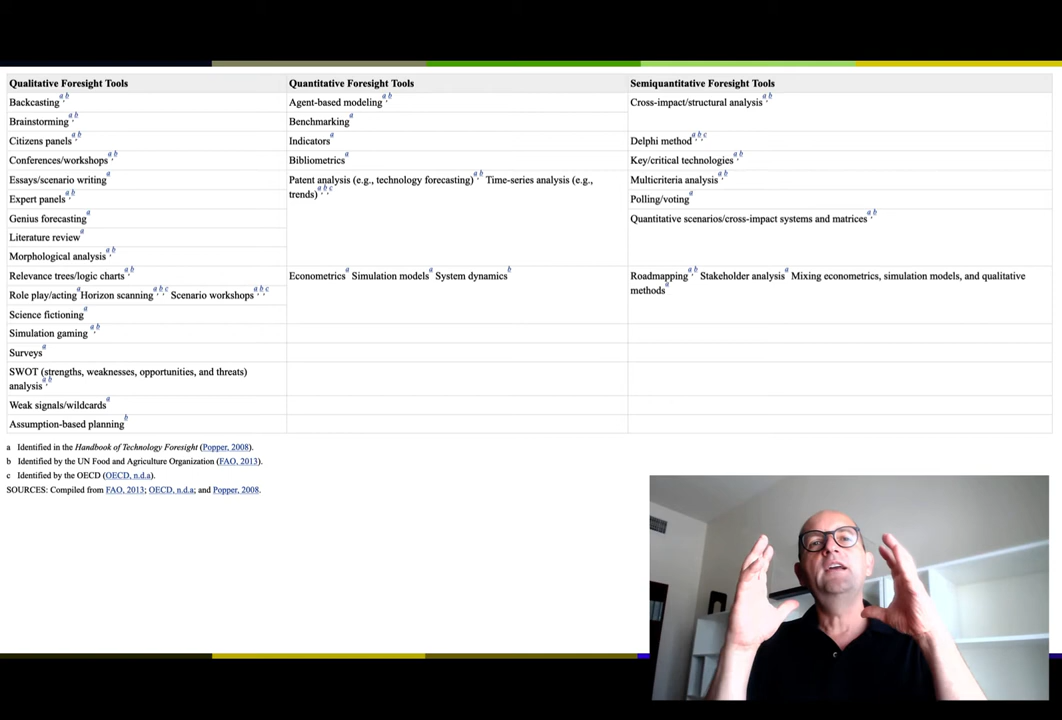 Qualitative Foresight Tools
Quantitative Foresight Tools
Semiquantitative Foresight Tools
Backcasting a, b
Agent-based modeling a, b
Cross-impact/structural analysis a, b
Brainstorming a, b
Benchmarking a
Citizens panels a, b
Indicators a
Delphi method a, b, c
Conferences/workshops a, b
Bibliometrics a
Key/critical technologies a, b
Essays/scenario writing a
Patent analysis (e.g., technology forecasting) a, b Time-series analysis (e.g.,
trends) a, b, c
Multicriteria analysis a, b
Expert panels a, b
Polling/voting a
Genius forecasting a
Quantitative scenarios/cross-impact systems and matrices a, b
Literature review a
Morphological analysis a, b
Relevance trees/logic charts a, b
Econometrics a Simulation models a System dynamics b
Roadmapping a, b Stakeholder analysis a Mixing econometrics, simulation models, and qualitative
methods a
Role play/acting a Horizon scanning a, b, c Scenario workshops a, b, c
Science fictioning a
Simulation gaming a, b
Surveys a
SWOT (strengths, weaknesses, opportunities, and threats)
analysis a, b
Weak signals/wildcards a
Assumption-based planning b
a Identified in the Handbook of Technology Foresight (Popper, 2008).
b Identified by the UN Food and Agriculture Organization (FAO, 2013).
c Identified by the OECD (OECD, n.d.a).
SOURCES: Compiled from FAO, 2013; OECD, n.d.a; and Popper, 2008.